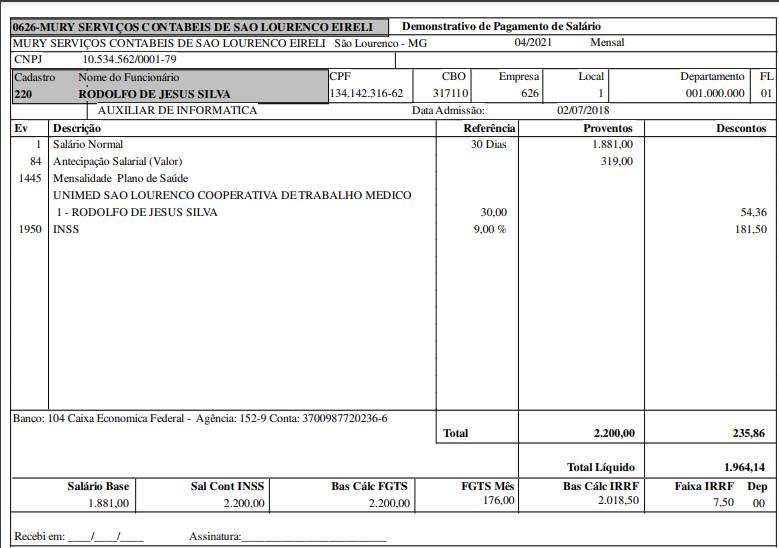 0626-MURY SERVIÇOS CONTABEIS DE SAO LOURENCO EIRELI Demonstrativo de Pagamento de Salário
MURY SERVIÇOS CONTABEIS DE SAO LOURENCO EIRELI São Lourenco - MG 04/2021 Mensal
CNPJ 10.534.562/0001-79
Cadastro Nome do Funcionário CPF CBO Empresa Local Departamento FL
220 RODOLFO DE JESUS SILVA 134.142.316-62 317110 626 1 001.000.000 01
AUXILIAR DE INFORMATICA Data Admissão: 02/07/2018
Ev Descrição Referência Proventos Descontos
1 Salário Normal 30 Dias 1.881,00
84 Antecipação Salarial (Valor) 319,00
1445 Mensalidade Plano de Saúde
UNIMED SAO LOURENCO COOPERATIVA DE TRABALHO MEDICO
1 - RODOLFO DE JESUS SILVA 30,00 54,36
1950 INSS 9,00 % 181,50
Banco: 104 Caixa Economica Federal - Agência: 152-9 Conta: 3700987720236-6
Total 2.200,00 235,86
Total Líquido 1.964,14
Salário Base Sal Cont INSS Bas Cálc FGTS FGTS Mês Bas Cálc IRRF Faixa IRRF Dep
1.881,00 2.200,00 2.200,00 176,00 2.018,50 7,50 00
Recebi em: ____/____/____ Assinatura:_________________________